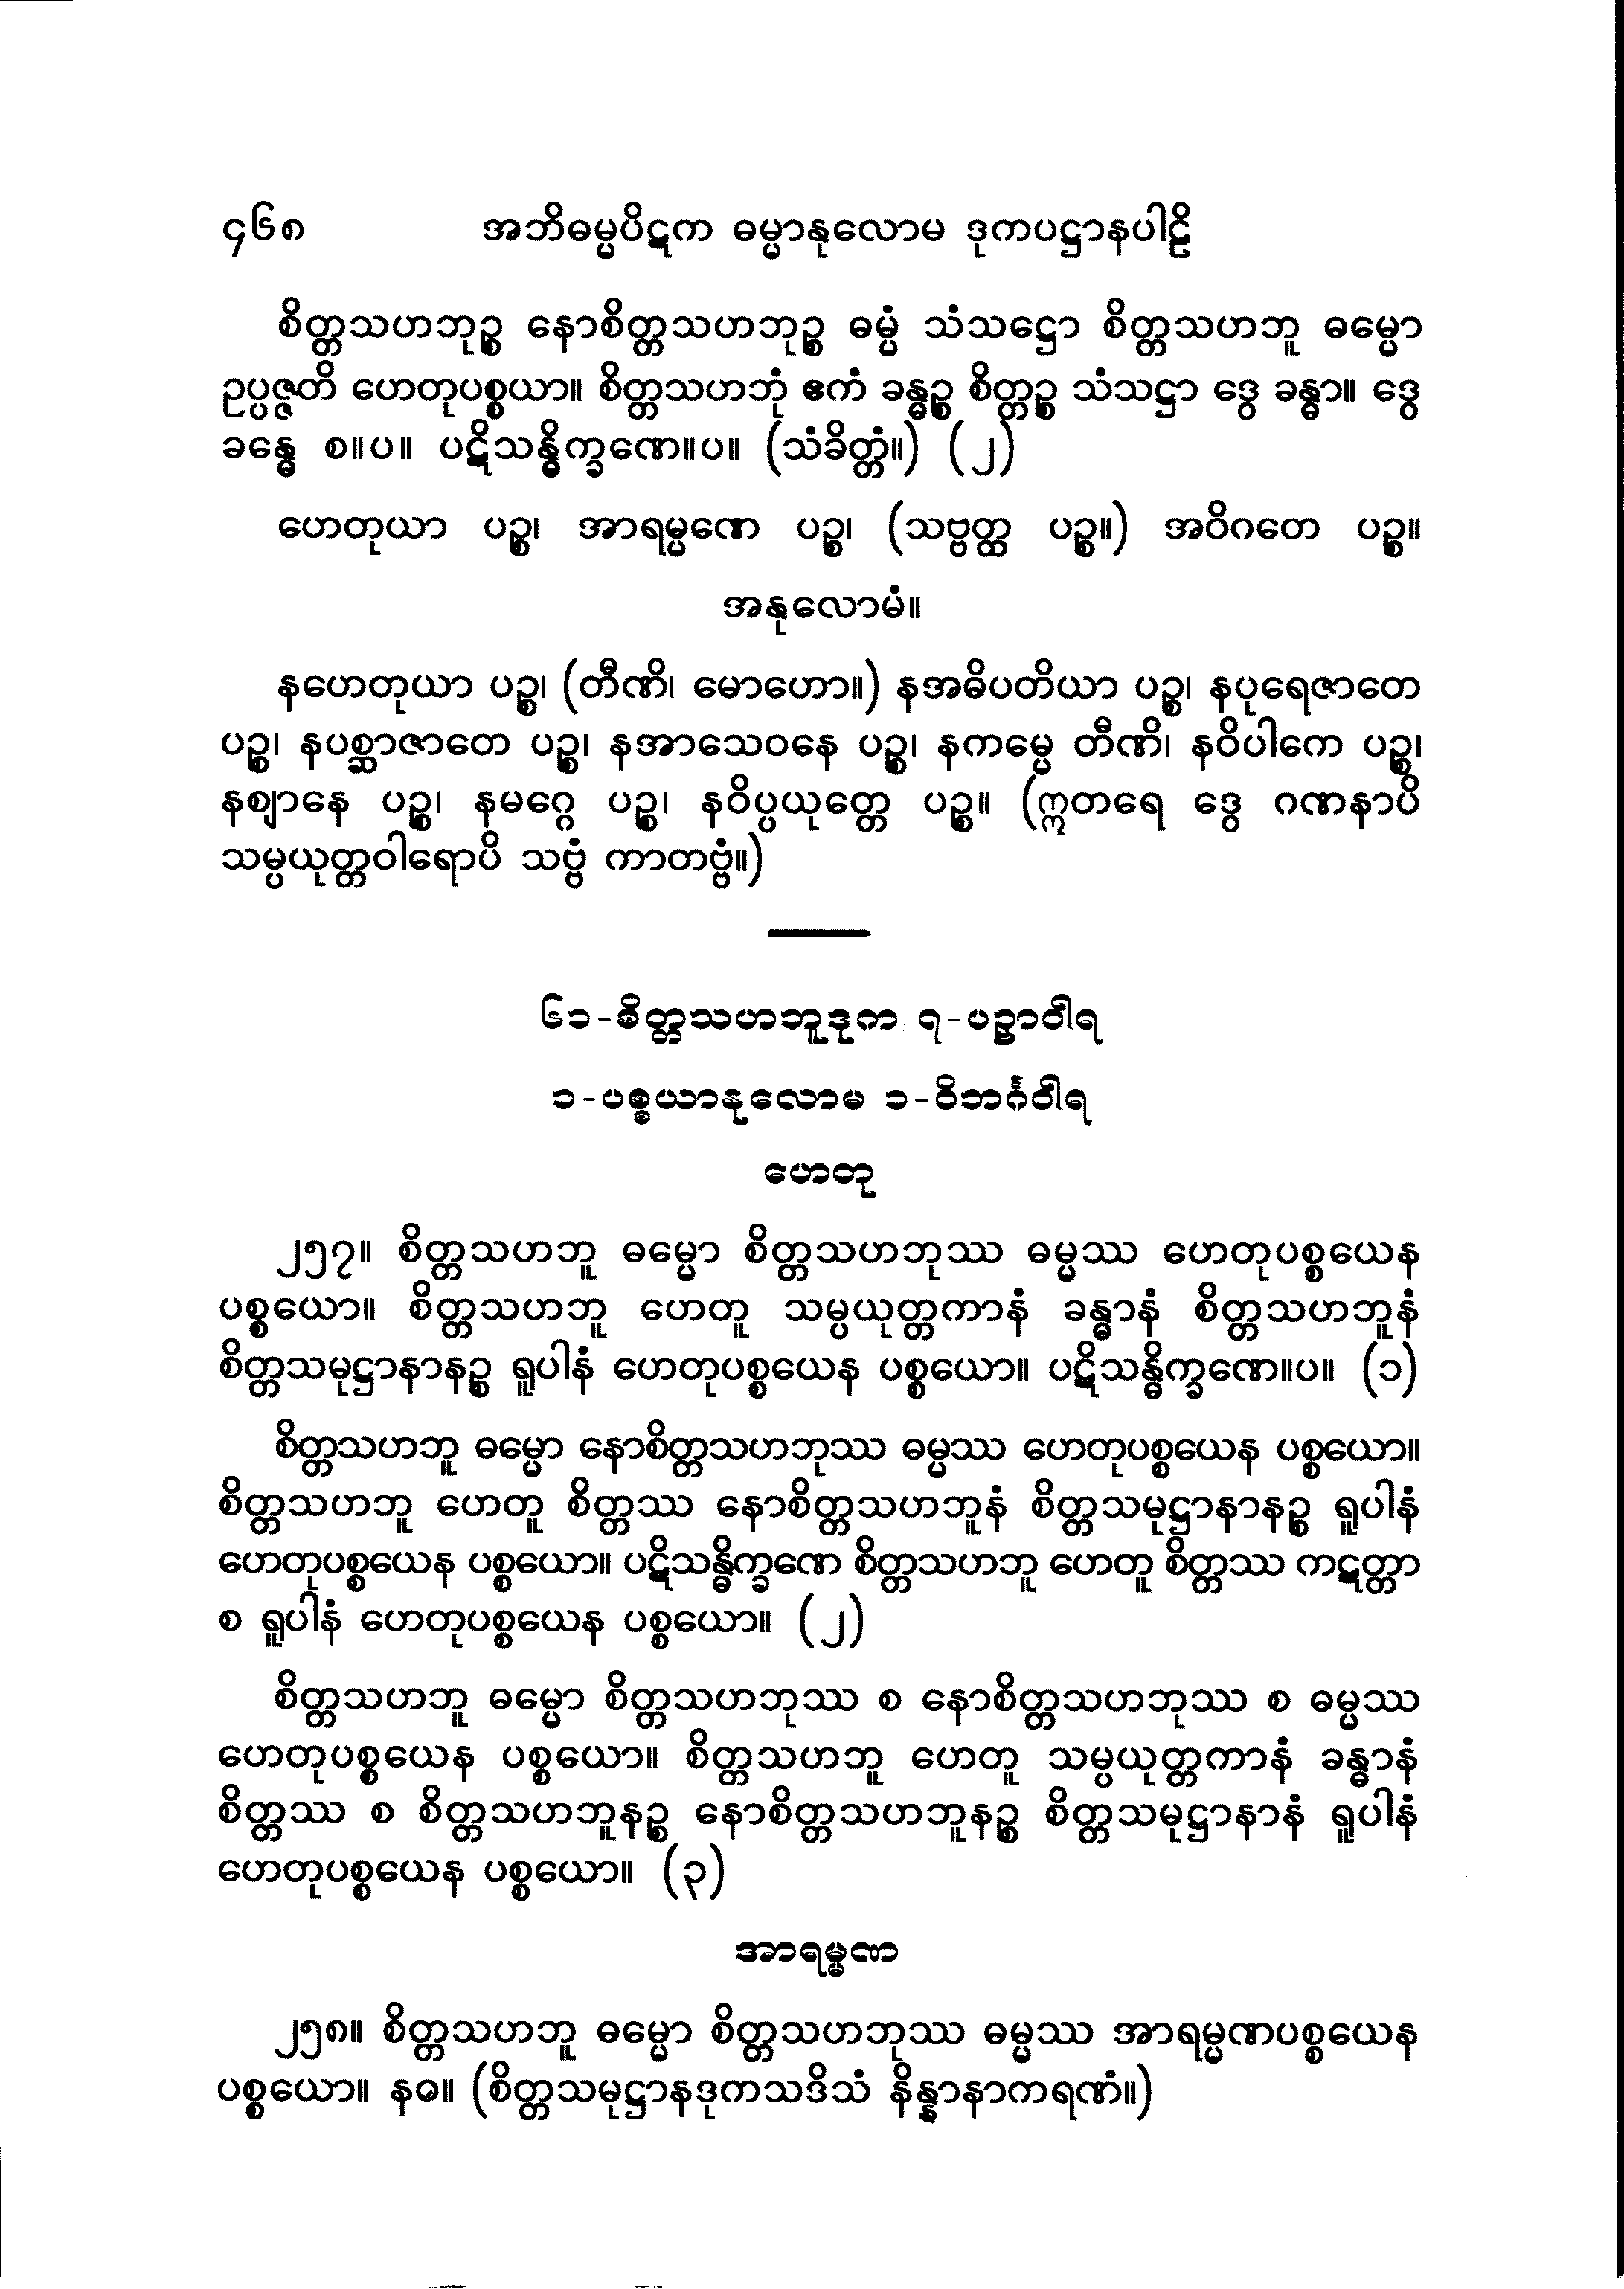 ၄၆၈ အဘိဓမ္မပိဋက ဓမ္မာနုလောမ ဒုကပဋ္ဌာနပါဠိ
စိတ္တသဟဘုဉ္စ နောစိတ္တသဟဘုဉ္စ ဓမ္မံ သံသဋ္ဌော စိတ္တသဟဘူ ဓမ္မော
ဥပ္ပဇ္ဇတိ ဟေတုပစ္စယာ။ စိတ္တသဟဘုံ ဧကံ ခန္ဓဉ္စ စိတ္တဉ္စ သံသဋ္ဌာ ဒွေ ခန္ဓာ။ ဒွေ
ခန္ဓေ စ။ပ။ ပဋိသန္ဓိက္ခဏေ။ပ။ (သံခိတ္တံ။) (၂)
ဟေတုယာ ပဉ္စ၊ အာရမ္မဏေ ပဉ္စ၊ (သဗ္ဗတ္ထ ပဉ္စ။) အဝိဂတေ ပဉ္စ။
အနုလောမံ။
နဟေတုယာ ပဉ္စ၊ (တီဏိ၊ မောဟော။) နအဓိပတိယာ ပဉ္စ၊ နပုရေဇာတေ
ပဉ္စ၊ နပစ္ဆာဇာတေ ပဉ္စ၊ နအာသေဝနေ ပဉ္စ၊ နကမ္မေ တီဏိ၊ နဝိပါကေ ပဉ္စ၊
နဈာနေ ပဉ္စ၊ နမဂ္ဂေ ပဉ္စ၊ နဝိပ္ပယုတ္တေ ပဉ္စ။ (ဣတရေ ဒွေ ဂဏနာပိ
သမ္ပယုတ္တဝါရောပိ သဗ္ဗံ ကာတဗ္ဗံ။)
၆၁-စိတ္တသဟဘူဒုက ၇-ပဉှာဝါရ
၁-ပစ္စယာနုလောမ ၁-ဝိဘင်္ဂဝါရ
ဟေတု
၂၅၇။ စိတ္တသဟဘူ ဓမ္မော စိတ္တသဟဘုဿ ဓမ္မဿ ဟေတုပစ္စယေန
ပစ္စယော။ စိတ္တသဟဘူ ဟေတူ သမ္ပယုတ္တကာနံ ခန္ဓာနံ စိတ္တသဟဘူနံ
စိတ္တသမုဋ္ဌာနာနဉ္စ ရူပါနံ ဟေတုပစ္စယေန ပစ္စယော။ ပဋိသန္ဓိက္ခဏေ။ပ။ (၁)
စိတ္တသဟဘူ ဓမ္မော နောစိတ္တသဟဘုဿ ဓမ္မဿ ဟေတုပစ္စယေန ပစ္စယော။
စိတ္တသဟဘူ ဟေတူ စိတ္တဿ နောစိတ္တသဟဘူနံ စိတ္တသမုဋ္ဌာနာနဉ္စ ရူပါနံ
ဟေတုပစ္စယေန ပစ္စယော။ ပဋိသန္ဓိက္ခဏေ စိတ္တသဟဘူ ဟေတူ စိတ္တဿ ကဋတ္တာ
စ ရူပါနံ ဟေတုပစ္စယေန ပစ္စယော။ (၂)
စိတ္တသဟဘူ ဓမ္မော စိတ္တသဟဘုဿ စ နောစိတ္တသဟဘုဿ စ ဓမ္မဿ
ဟေတုပစ္စယေန ပစ္စယော။ စိတ္တသဟဘူ ဟေတူ သမ္ပယုတ္တကာနံ ခန္ဓာနံ
စိတ္တဿ စ စိတ္တသဟဘူနဉ္စ နောစိတ္တသဟဘူနဉ္စ စိတ္တသမုဋ္ဌာနာနံ ရူပါနံ
ဟေတုပစ္စယေန ပစ္စယော။ (၃)
အာရမ္မဏ
၂၅၈။ စိတ္တသဟဘူ ဓမ္မော စိတ္တသဟဘုဿ ဓမ္မဿ အာရမ္မဏပစ္စယေန
ပစ္စယော။ နဝ။ (စိတ္တသမုဋ္ဌာနဒုကသဒိသံ နိန္နာနာကရဏံ။)